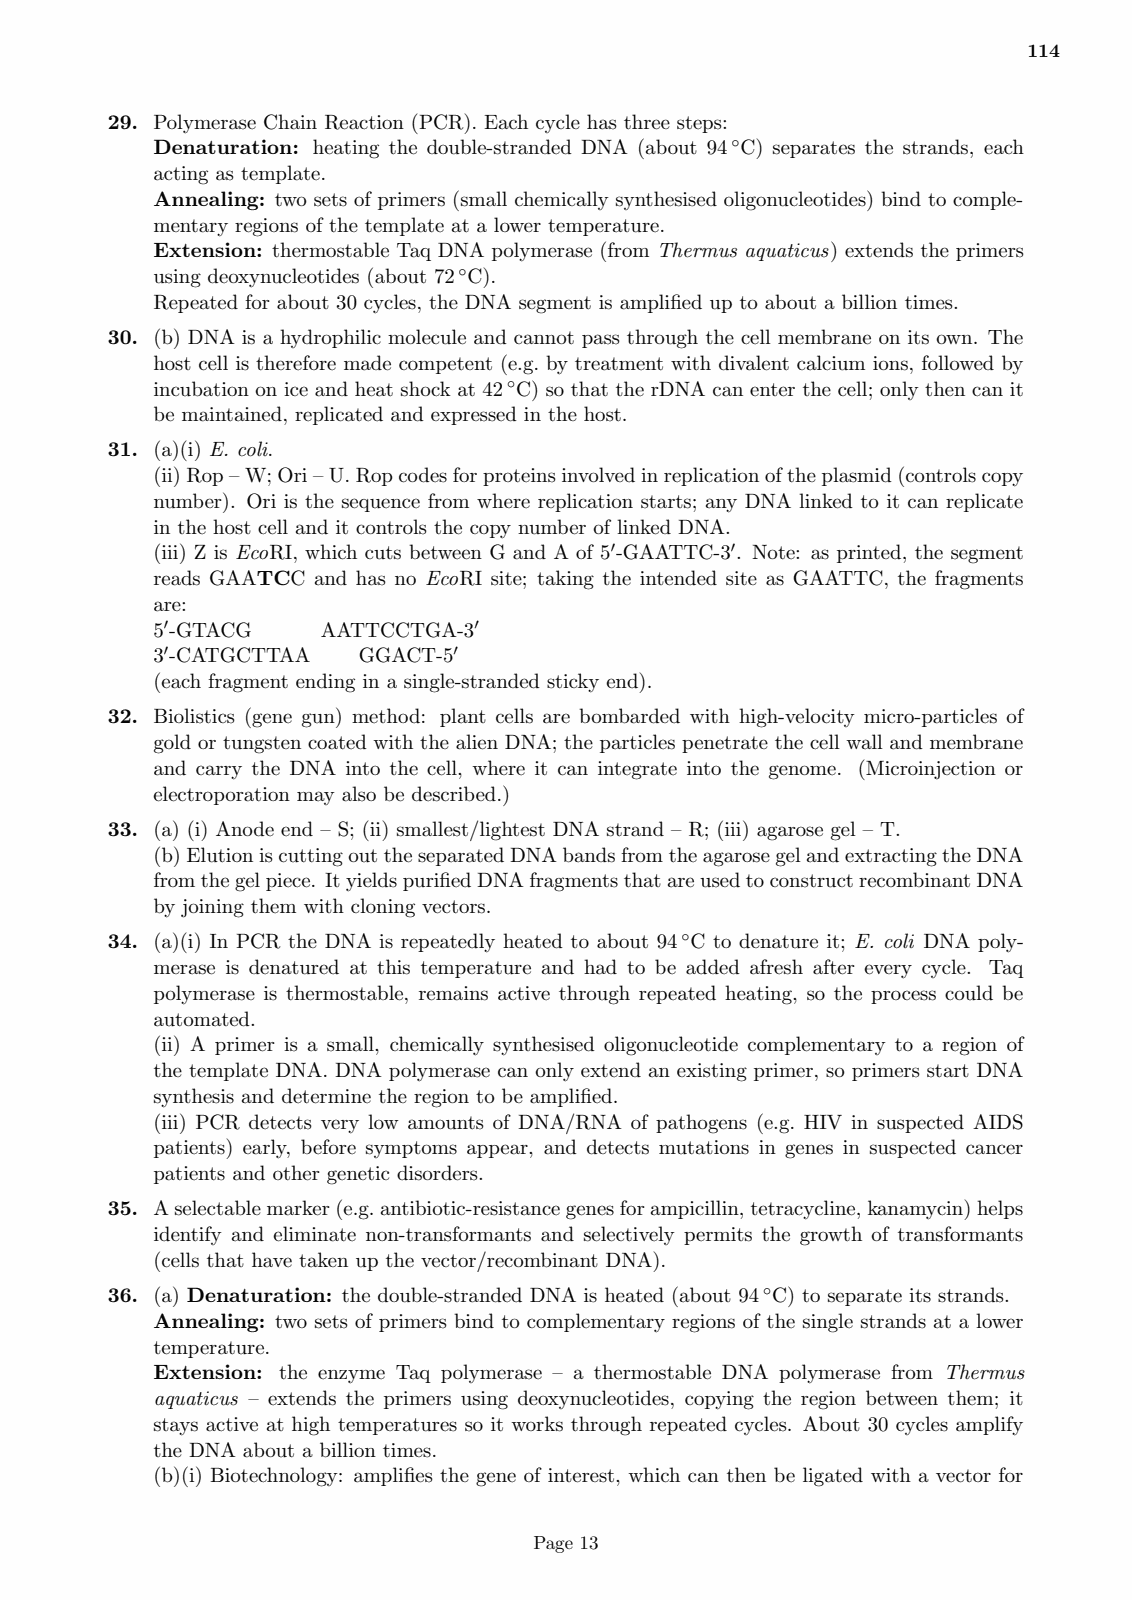 114
29. Polymerase Chain Reaction (PCR). Each cycle has three steps:
Denaturation: heating the double-stranded DNA (about 94 °C) separates the strands, each
acting as template.
Annealing: two sets of primers (small chemically synthesised oligonucleotides) bind to comple-
mentary regions of the template at a lower temperature.
Extension: thermostable Taq DNA polymerase (from Thermus aquaticus) extends the primers
using deoxynucleotides (about 72 °C).
Repeated for about 30 cycles, the DNA segment is amplified up to about a billion times.
30. (b) DNA is a hydrophilic molecule and cannot pass through the cell membrane on its own. The
host cell is therefore made competent (e.g. by treatment with divalent calcium ions, followed by
incubation on ice and heat shock at 42 °C) so that the rDNA can enter the cell; only then can it
be maintained, replicated and expressed in the host.
31. (a)(i) E. coli.
(ii) Rop – W; Ori – U. Rop codes for proteins involved in replication of the plasmid (controls copy
number). Ori is the sequence from where replication starts; any DNA linked to it can replicate
in the host cell and it controls the copy number of linked DNA.
(iii) Z is EcoRI, which cuts between G and A of 5′-GAATTC-3′. Note: as printed, the segment
reads GAATCC and has no EcoRI site; taking the intended site as GAATTC, the fragments
are:
5′-GTACG AATTCCTGA-3′
3′-CATGCTTAA GGACT-5′
(each fragment ending in a single-stranded sticky end).
32. Biolistics (gene gun) method: plant cells are bombarded with high-velocity micro-particles of
gold or tungsten coated with the alien DNA; the particles penetrate the cell wall and membrane
and carry the DNA into the cell, where it can integrate into the genome. (Microinjection or
electroporation may also be described.)
33. (a) (i) Anode end – S; (ii) smallest/lightest DNA strand – R; (iii) agarose gel – T.
(b) Elution is cutting out the separated DNA bands from the agarose gel and extracting the DNA
from the gel piece. It yields purified DNA fragments that are used to construct recombinant DNA
by joining them with cloning vectors.
34. (a)(i) In PCR the DNA is repeatedly heated to about 94 °C to denature it; E. coli DNA poly-
merase is denatured at this temperature and had to be added afresh after every cycle. Taq
polymerase is thermostable, remains active through repeated heating, so the process could be
automated.
(ii) A primer is a small, chemically synthesised oligonucleotide complementary to a region of
the template DNA. DNA polymerase can only extend an existing primer, so primers start DNA
synthesis and determine the region to be amplified.
(iii) PCR detects very low amounts of DNA/RNA of pathogens (e.g. HIV in suspected AIDS
patients) early, before symptoms appear, and detects mutations in genes in suspected cancer
patients and other genetic disorders.
35. A selectable marker (e.g. antibiotic-resistance genes for ampicillin, tetracycline, kanamycin) helps
identify and eliminate non-transformants and selectively permits the growth of transformants
(cells that have taken up the vector/recombinant DNA).
36. (a) Denaturation: the double-stranded DNA is heated (about 94 °C) to separate its strands.
Annealing: two sets of primers bind to complementary regions of the single strands at a lower
temperature.
Extension: the enzyme Taq polymerase – a thermostable DNA polymerase from Thermus
aquaticus – extends the primers using deoxynucleotides, copying the region between them; it
stays active at high temperatures so it works through repeated cycles. About 30 cycles amplify
the DNA about a billion times.
(b)(i) Biotechnology: amplifies the gene of interest, which can then be ligated with a vector for
Page 13